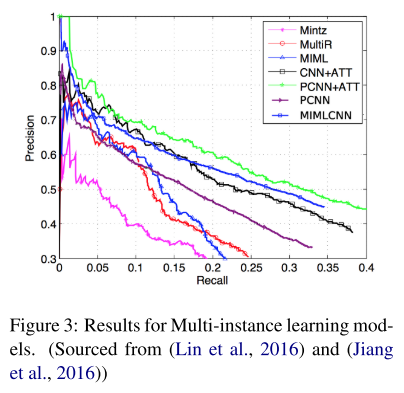 1
0.9
0.8
0.7
0.6
0.5
0.4
0.3
0
0.05
0.1
0.15
0.2
0.25
0.3
0.35
0.4
Precision
Recall
Mintz
MultiR
MIML
CNN+ATT
PCNN+ATT
PCNN
MIMLCNN
Figure 3: Results for Multi-instance learning mod-
els. (Sourced from (Lin et al., 2016) and (Jiang
et al., 2016))